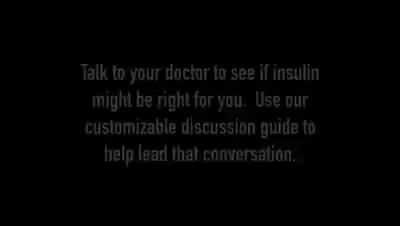 Talk to your doctor to see if insulin
might be right for you.  Use our
customizable discussion guide to
help lead that conversation.